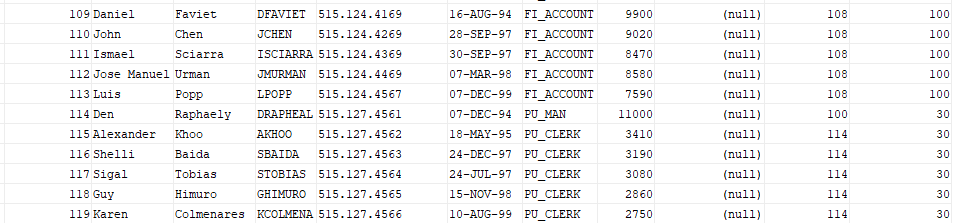 109 Daniel Faviet DFAVIET 515.124.4169 16-AUG-94 FI_ACCOUNT 9900 (null) 108 100
110 John Chen JCHEN 515.124.4269 28-SEP-97 FI_ACCOUNT 9020 (null) 108 100
111 Ismael Sciarra ISCIARRA 515.124.4369 30-SEP-97 FI_ACCOUNT 8470 (null) 108 100
112 Jose Manuel Urman JMURMAN 515.124.4469 07-MAR-98 FI_ACCOUNT 8580 (null) 108 100
113 Luis Popp LPOPP 515.124.4567 07-DEC-99 FI_ACCOUNT 7590 (null) 108 100
114 Den Raphaely DRAPHEAL 515.127.4561 07-DEC-94 PU_MAN 11000 (null) 100 30
115 Alexander Khoo AKHOO 515.127.4562 18-MAY-95 PU_CLERK 3410 (null) 114 30
116 Shelli Baida SBAIDA 515.127.4563 24-DEC-97 PU_CLERK 3190 (null) 114 30
117 Sigal Tobias STOBIAS 515.127.4564 24-JUL-97 PU_CLERK 3080 (null) 114 30
118 Guy Himuro GHIMURO 515.127.4565 15-NOV-98 PU_CLERK 2860 (null) 114 30
119 Karen Colmenares KCOLMENA 515.127.4566 10-AUG-99 PU_CLERK 2750 (null) 114 30